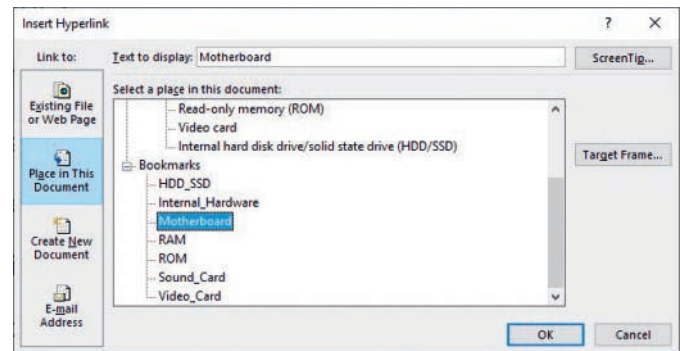 Insert Hyperlink
? ×
Link to:
Text to display: Motherboard
ScreenTip...
Existing File
or Web Page
Place in This
Document
Create New
Document
E-mail
Address
Select a place in this document:
Read-only memory (ROM)
Video card
Internal hard disk drive/solid state drive (HDD/SSD)
Bookmarks
HDD_SSD
Internal_Hardware
Motherboard
RAM
ROM
Sound_Card
Video_Card
Target Frame...
OK
Cancel